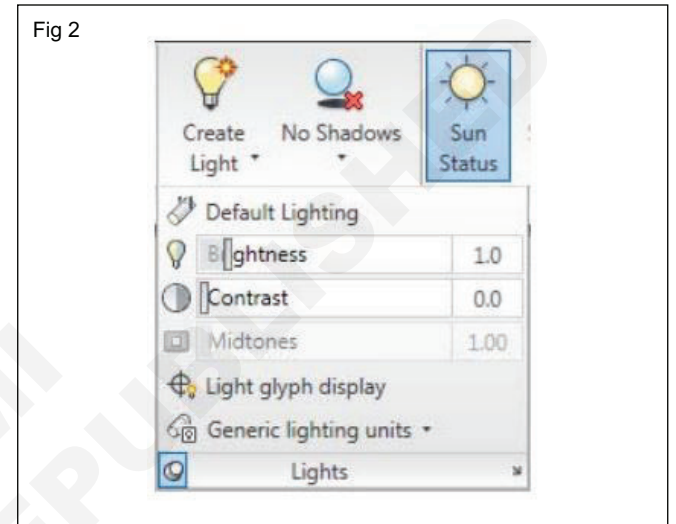 Fig 2
Create Light
No Shadows
Sun Status
Default Lighting
Brightness 1.0
Contrast 0.0
Midtones 1.00
Light glyph display
Generic lighting units
Lights